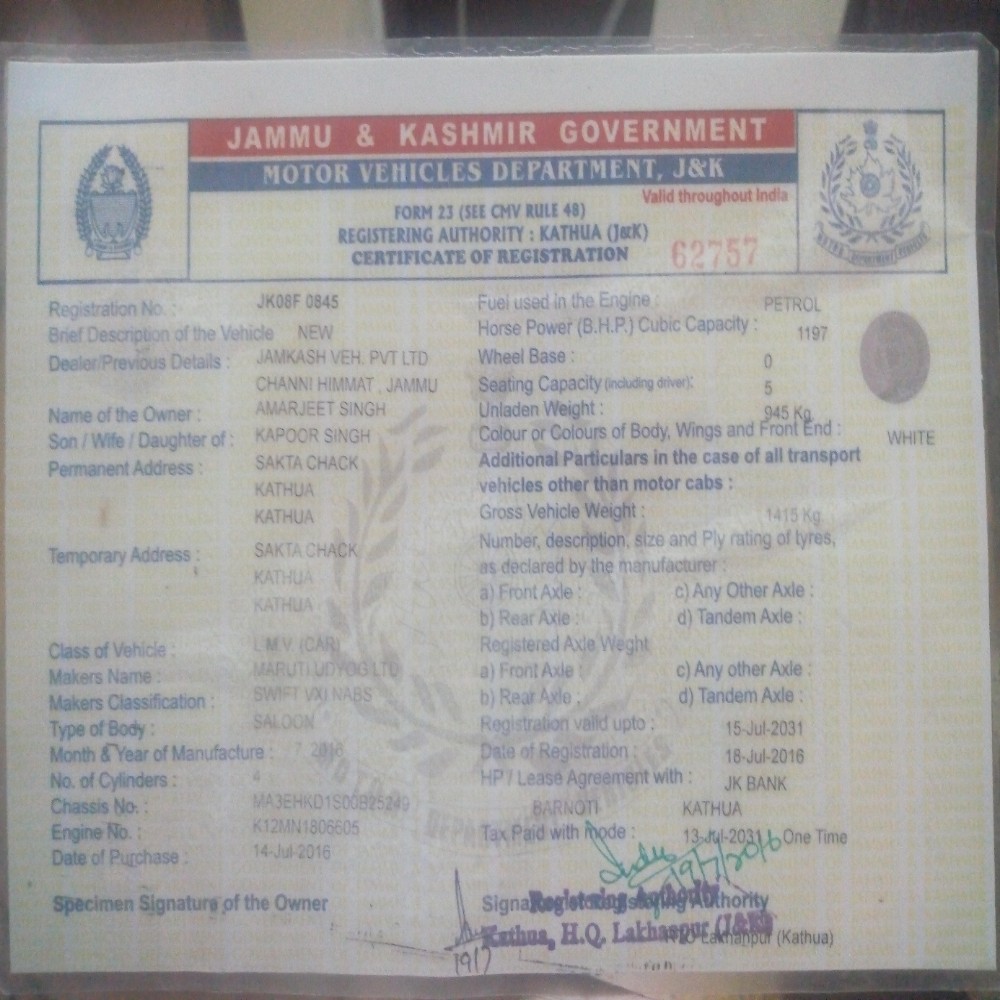 JAMMU & KASHMIR GOVERNMENT
MOTOR VEHICLES DEPARTMENT, J&K
Valid throughout India
FORM 23 (SEE CMV RULE 48)
REGISTERING AUTHORITY : KATHUA (J&K)
CERTIFICATE OF REGISTRATION
62757
Registration No. : JK08F 0845
Brief Description of the Vehicle NEW
Dealer/Previous Details : JAMKASH VEH. PVT LTD
CHANNI HIMMAT , JAMMU
Name of the Owner : AMARJEET SINGH
Son / Wife / Daughter of : KAPOOR SINGH
Permanent Address : SAKTA CHACK
KATHUA
KATHUA
Temporary Address : SAKTA CHACK
KATHUA
KATHUA
Class of Vehicle : L.M.V. (CAR)
Makers Name : MARUTI UDYOG LTD
Makers Classification : SWIFT VXI NABS
Type of Body : SALOON
Month & Year of Manufacture : 7 2016
No. of Cylinders : 4
Chassis No. : MA3EHKD1S00B25249
Engine No. : K12MN1806605
Date of Purchase : 14-Jul-2016
Specimen Signature of the Owner
Fuel used in the Engine : PETROL
Horse Power (B.H.P.) Cubic Capacity : 1197
Wheel Base : 0
Seating Capacity (including driver): 5
Unladen Weight : 945 Kg
Colour or Colours of Body, Wings and Front End : WHITE
Additional Particulars in the case of all transport
vehicles other than motor cabs :
Gross Vehicle Weight : 1415 Kg
Number, description, size and Ply rating of tyres,
as declared by the manufacturer :
a) Front Axle : c) Any Other Axle :
b) Rear Axle : d) Tandem Axle :
Registered Axle Weght
a) Front Axle : c) Any other Axle :
b) Rear Axle : d) Tandem Axle :
Registration valid upto : 15-Jul-2031
Date of Registration : 18-Jul-2016
HP / Lease Agreement with : JK BANK
BARNOTI KATHUA
Tax Paid with mode : 13-Jul-2031 One Time
19/7/2016
Registering Authority
Kathua, H.Q. Lakhaspur (J&K)
Lakhanpur (Kathua)
19/7